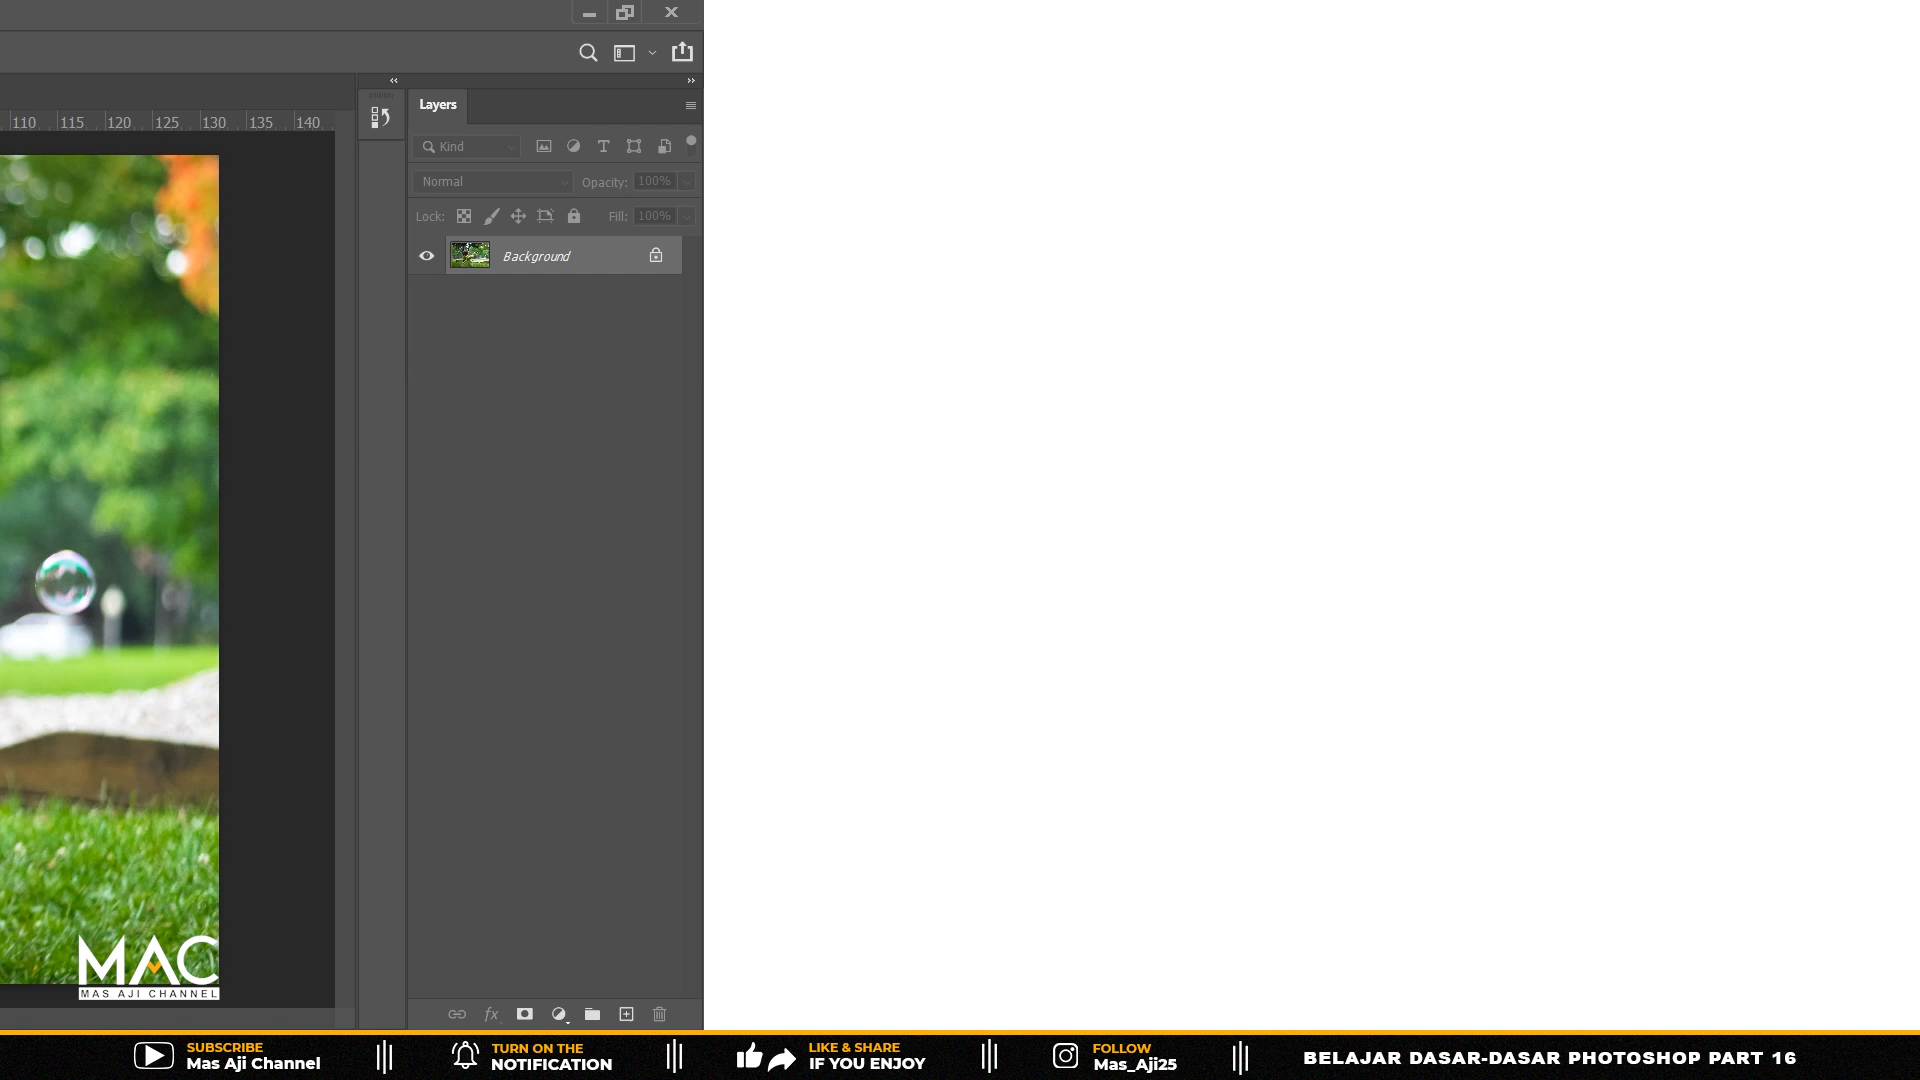 Layers
110 115 120 125 130 135 140
Kind
Normal Opacity: 100%
Lock: Fill: 100%
Background
fx
MAC
MAS AJI CHANNEL
SUBSCRIBE
Mas Aji Channel
TURN ON THE
NOTIFICATION
LIKE & SHARE
IF YOU ENJOY
FOLLOW
Mas_Aji25
BELAJAR DASAR-DASAR PHOTOSHOP PART 16